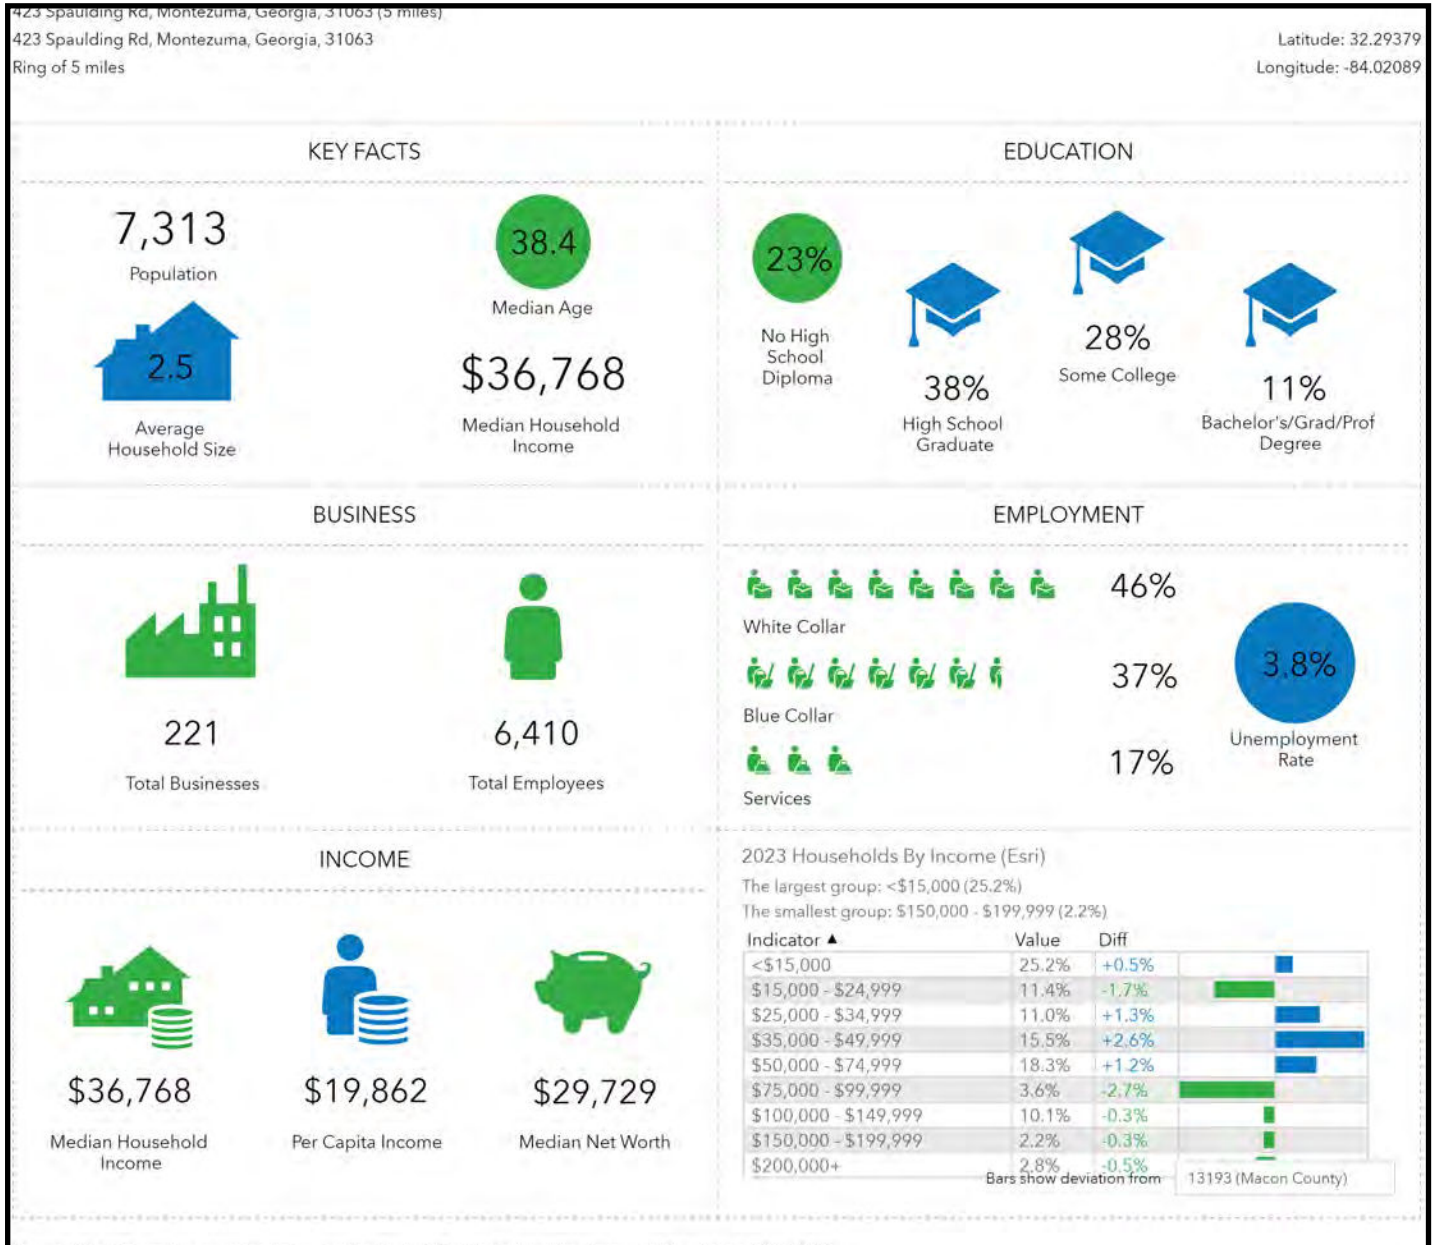 423 Spaulding Rd, Montezuma, Georgia, 31063 (5 miles)
423 Spaulding Rd, Montezuma, Georgia, 31063
Ring of 5 miles
Latitude: 32.29379
Longitude: -84.02089
KEY FACTS
7,313
Population
38.4
Median Age
2.5
Average
Household Size
$36,768
Median Household
Income
EDUCATION
23%
No High
School
Diploma
38%
High School
Graduate
28%
Some College
11%
Bachelor's/Grad/Prof
Degree
BUSINESS
221
Total Businesses
6,410
Total Employees
EMPLOYMENT
46%
White Collar
37%
Blue Collar
17%
Services
3.8%
Unemployment
Rate
INCOME
$36,768
Median Household
Income
$19,862
Per Capita Income
$29,729
Median Net Worth
2023 Households By Income (Esri)
The largest group: <$15,000 (25.2%)
The smallest group: $150,000 - $199,999 (2.2%)
Indicator ▲ Value Diff
<$15,000 25.2% +0.5%
$15,000 - $24,999 11.4% -1.7%
$25,000 - $34,999 11.0% +1.3%
$35,000 - $49,999 15.5% +2.6%
$50,000 - $74,999 18.3% +1.2%
$75,000 - $99,999 3.6% -2.7%
$100,000 - $149,999 10.1% -0.3%
$150,000 - $199,999 2.2% -0.3%
$200,000+ 2.8% -0.5%
Bars show deviation from 13193 (Macon County)